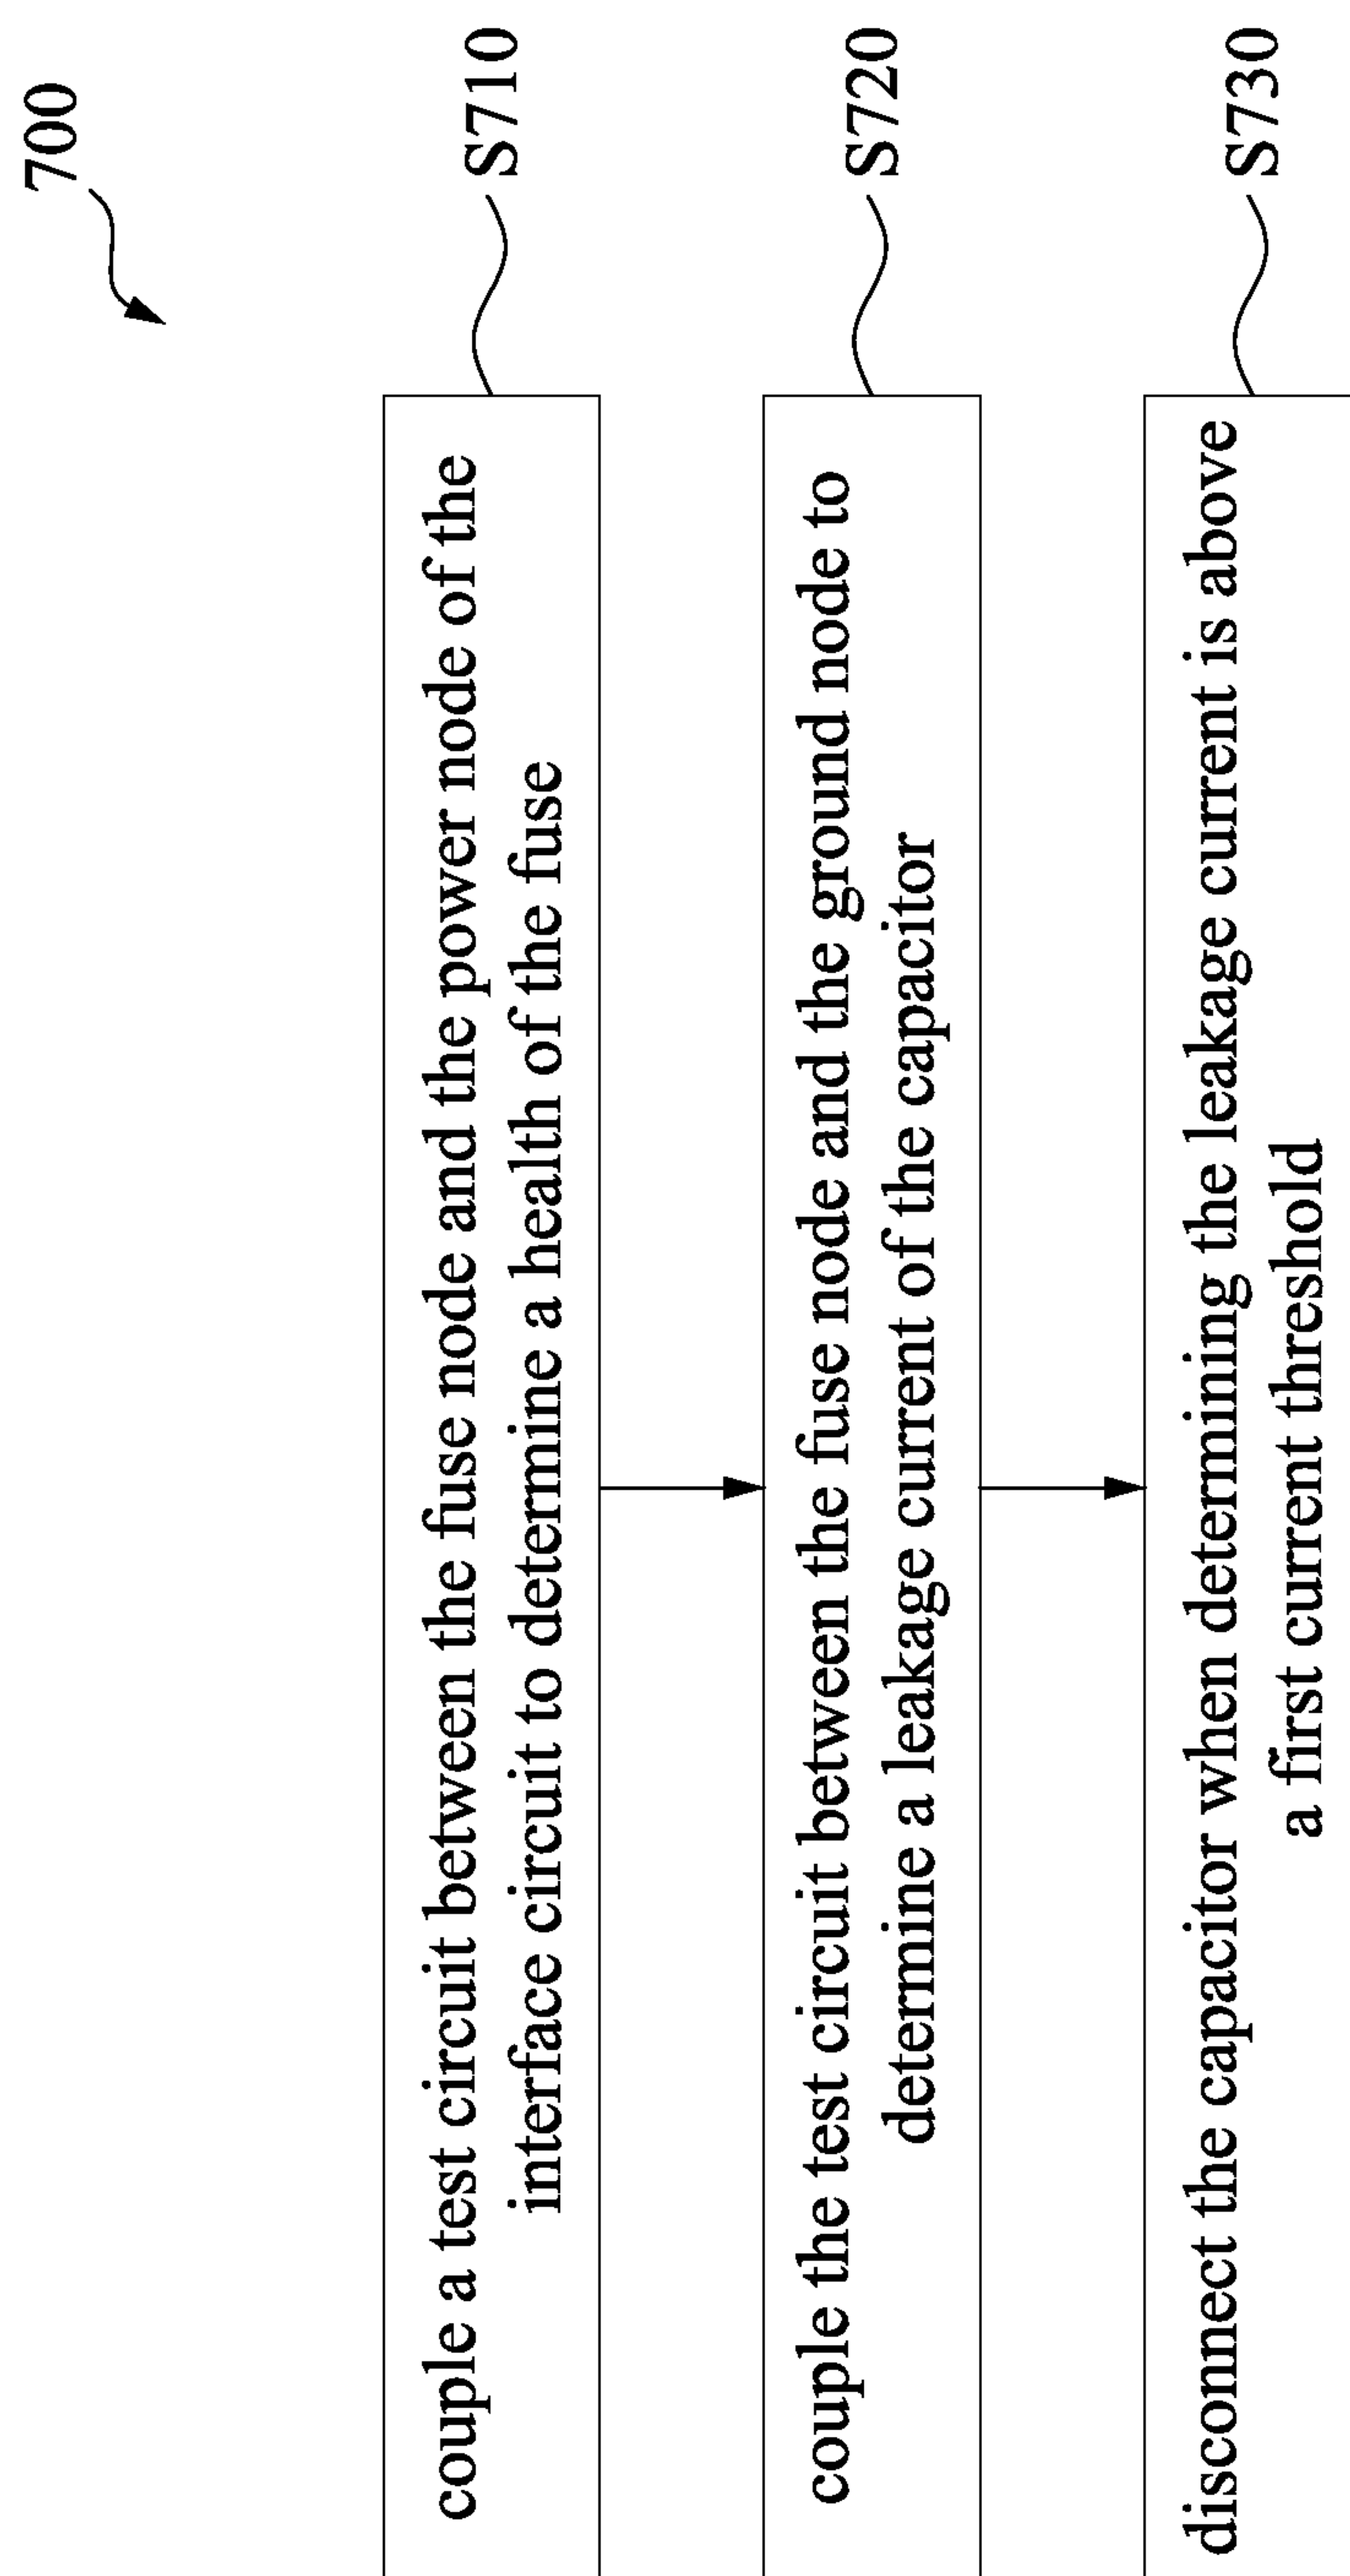 700
couple a test circuit between the fuse node and the power node of the
interface circuit to determine a health of the fuse
S710
couple the test circuit between the fuse node and the ground node to
determine a leakage current of the capacitor
S720
disconnect the capacitor when determining the leakage current is above
a first current threshold
S730